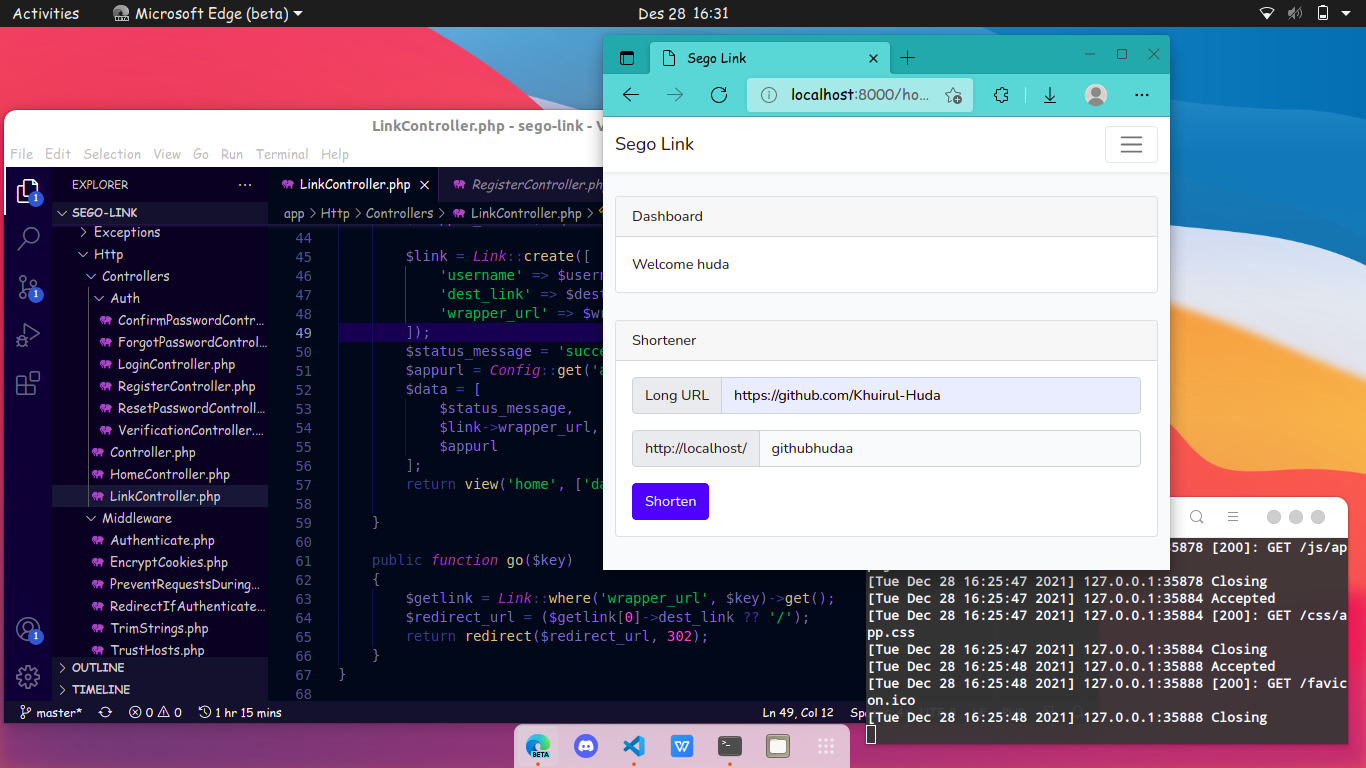 Activities
Microsoft Edge (beta)
Des 28 16:31
LinkController.php - sego-link - V
File Edit Selection View Go Run Terminal Help
EXPLORER
SEGO-LINK
Exceptions
Http
Controllers
Auth
ConfirmPasswordContr...
ForgotPasswordControl...
LoginController.php
RegisterController.php
ResetPasswordControll...
VerificationController....
Controller.php
HomeController.php
LinkController.php
Middleware
Authenticate.php
EncryptCookies.php
PreventRequestsDuring...
RedirectIfAuthenticate...
TrimStrings.php
TrustHosts.php
OUTLINE
TIMELINE
1
1
1
LinkController.php
RegisterController.ph
app > Http > Controllers > LinkController.php >
44
45 $link = Link::create([
46 'username' => $usern
47 'dest_link' => $dest
48 'wrapper_url' => $wr
49 ]);
50 $status_message = 'succe
51 $appurl = Config::get('a
52 $data = [
53 $status_message,
54 $link->wrapper_url,
55 $appurl
56 ];
57 return view('home', ['da
58
59 }
60
61 public function go($key)
62 {
63 $getlink = Link::where('wrapper_url', $key)->get();
64 $redirect_url = ($getlink[0]->dest_link ?? '/');
65 return redirect($redirect_url, 302);
66 }
67 }
68
master*
0 0
1 hr 15 mins
Ln 49, Col 12
Sego Link
localhost:8000/ho...
Sego Link
Dashboard
Welcome huda
Shortener
Long URL https://github.com/Khuirul-Huda
http://localhost/ githubhudaa
Shorten
35878 [200]: GET /js/ap
[Tue Dec 28 16:25:47 2021] 127.0.0.1:35878 Closing
[Tue Dec 28 16:25:47 2021] 127.0.0.1:35884 Accepted
[Tue Dec 28 16:25:47 2021] 127.0.0.1:35884 [200]: GET /css/a
pp.css
[Tue Dec 28 16:25:47 2021] 127.0.0.1:35884 Closing
[Tue Dec 28 16:25:48 2021] 127.0.0.1:35888 Accepted
[Tue Dec 28 16:25:48 2021] 127.0.0.1:35888 [200]: GET /favic
on.ico
[Tue Dec 28 16:25:48 2021] 127.0.0.1:35888 Closing
BETA